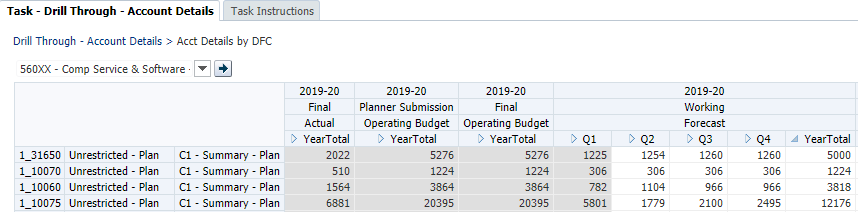 Task - Drill Through - Account Details Task Instructions
Drill Through - Account Details > Acct Details by DFC
560XX - Comp Service & Software -
2019-20 2019-20 2019-20 2019-20
Final Planner Submission Final Working
Actual Operating Budget Operating Budget Forecast
YearTotal YearTotal YearTotal Q1 Q2 Q3 Q4 YearTotal
1_31650 Unrestricted - Plan C1 - Summary - Plan 2022 5276 5276 1225 1254 1260 1260 5000
1_10070 Unrestricted - Plan C1 - Summary - Plan 510 1224 1224 306 306 306 306 1224
1_10060 Unrestricted - Plan C1 - Summary - Plan 1564 3864 3864 782 1104 966 966 3818
1_10075 Unrestricted - Plan C1 - Summary - Plan 6881 20395 20395 5801 1779 2100 2495 12176